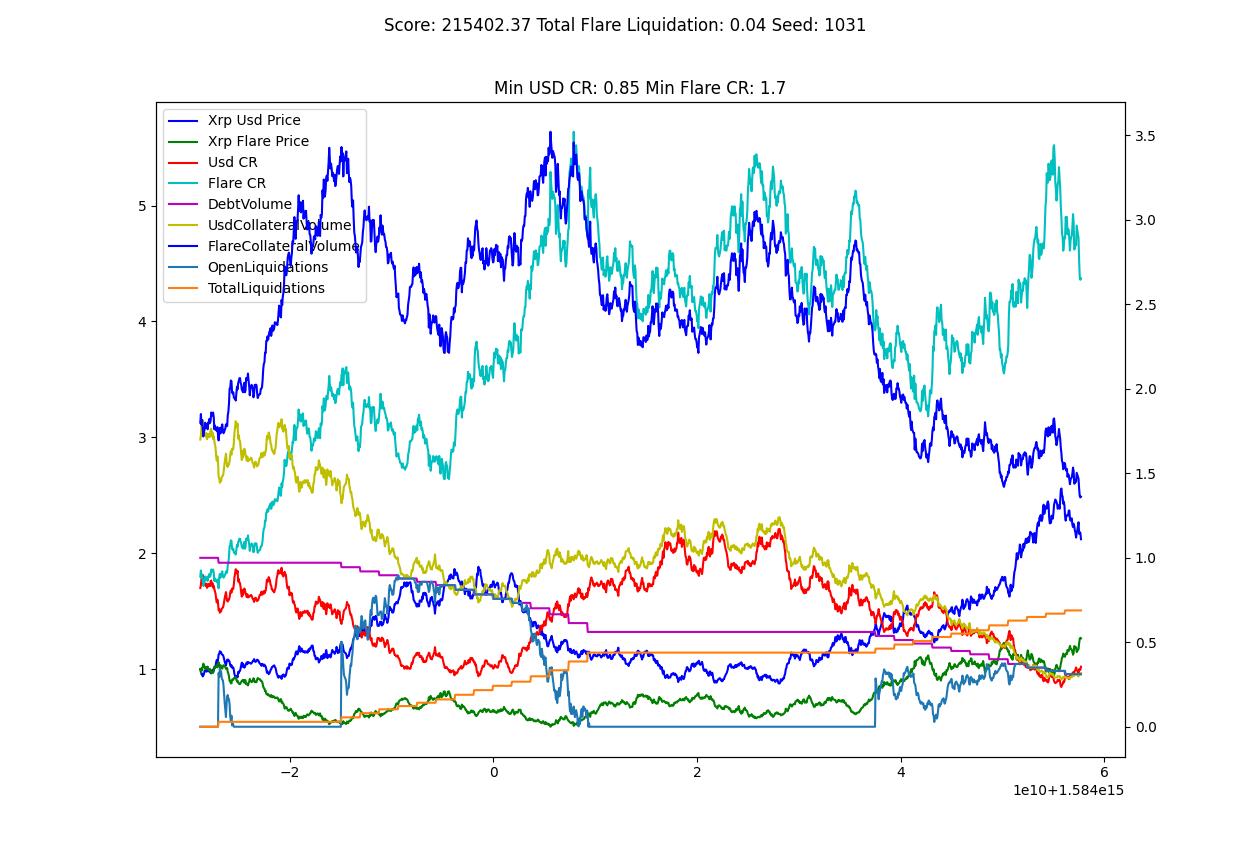 Score: 215402.37 Total Flare Liquidation: 0.04 Seed: 1031
Min USD CR: 0.85 Min Flare CR: 1.7
Xrp Usd Price
Xrp Flare Price
Usd CR
Flare CR
DebtVolume
UsdCollateralVolume
FlareCollateralVolume
OpenLiquidations
TotalLiquidations
5
4
3
2
1
3.5
3.0
2.5
2.0
1.5
1.0
0.5
0.0
−2
0
2
4
6
1e10+1.584e15